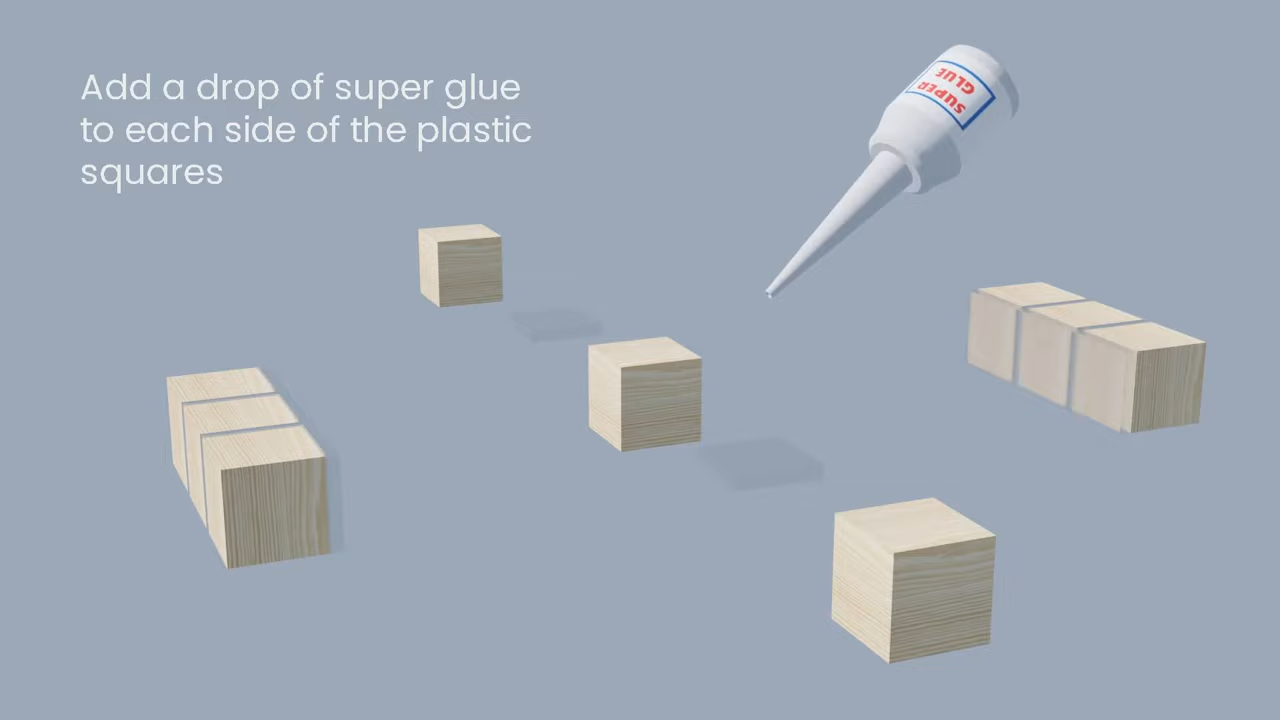 Add a drop of super glue
to each side of the plastic
squares
SUPER
GLUE